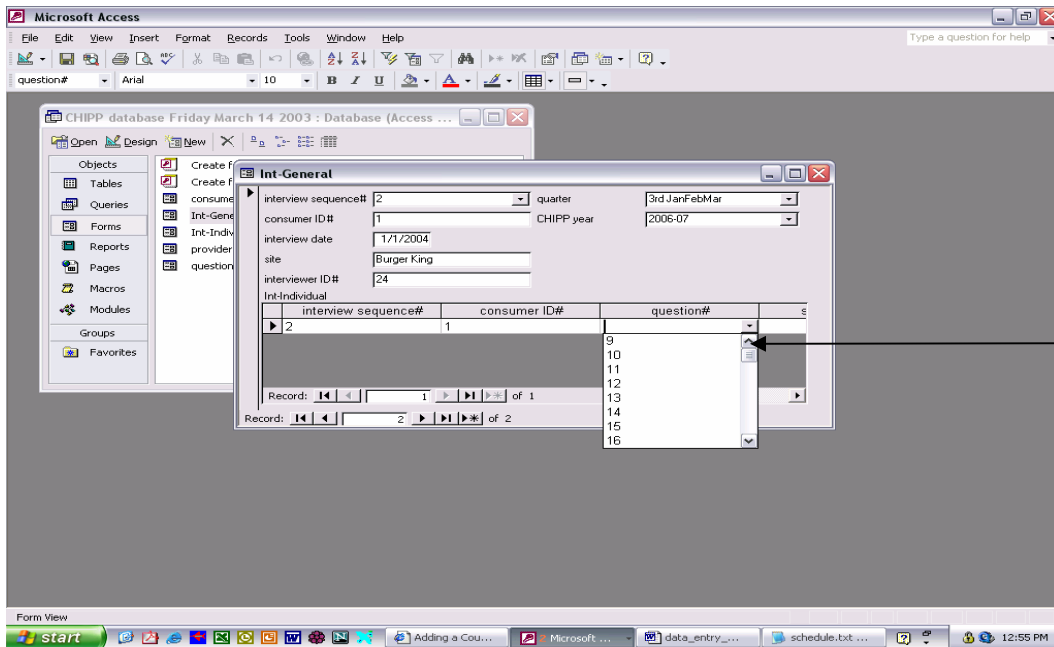 Microsoft Access
File Edit View Insert Format Records Tools Window Help Type a question for help
question# Arial 10 B I U A
CHIPP database Friday March 14 2003 : Database (Access ...
Open Design New
Objects
Tables
Queries
Forms
Reports
Pages
Macros
Modules
Groups
Favorites
Create f
Create f
consume
Int-Gene
Int-Indiv
provider
question
Int-General
interview sequence# 2 quarter 3rd JanFebMar
consumer ID# 1 CHIPP year 2006-07
interview date 1/1/2004
site Burger King
interviewer ID# 24
Int-Individual
interview sequence# consumer ID# question# s
2 1
9
10
11
12
13
14
15
16
Record: 1 of 1
Record: 2 of 2
Form View
start Adding a Cou... Microsoft ... data_entry_... schedule.txt ... 12:55 PM